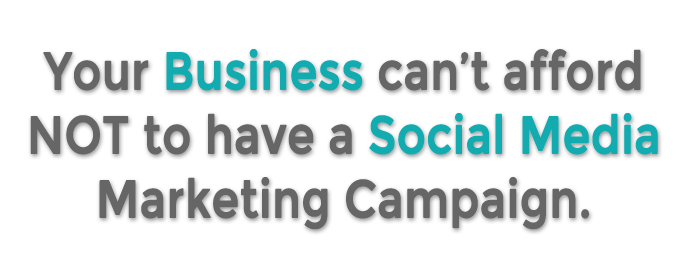 Your Business can’t afford
NOT to have a Social Media
Marketing Campaign.